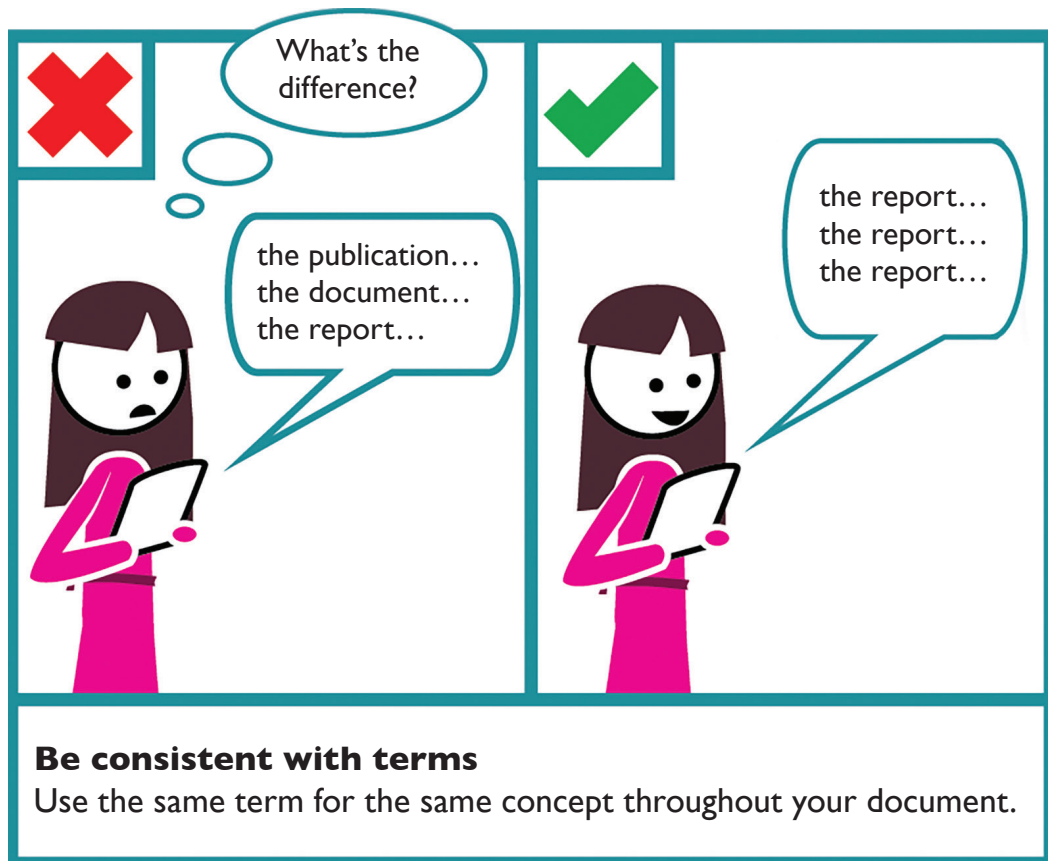 What’s the
difference?
the publication…
the document…
the report…
the report…
the report…
the report…
Be consistent with terms
Use the same term for the same concept throughout your document.